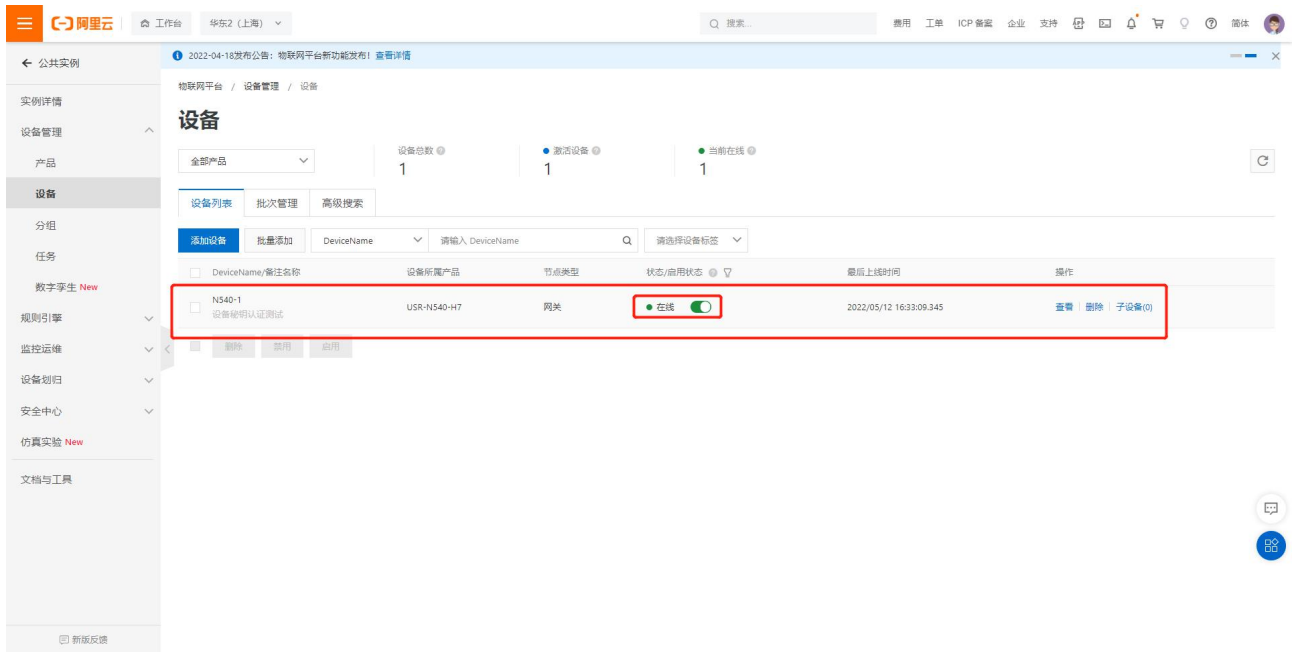 阿里云 工作台 华东2（上海） 搜索... 费用 工单 ICP 备案 企业 支持 简体
公共实例
实例详情
设备管理
产品
设备
分组
任务
数字孪生 New
规则引擎
监控运维
设备划归
安全中心
仿真实验 New
文档与工具
新版反馈
2022-04-18发布公告：物联网平台新功能发布！查看详情
物联网平台 / 设备管理 / 设备
设备
全部产品
设备总数
1
激活设备
1
当前在线
1
设备列表 批次管理 高级搜索
添加设备 批量添加 DeviceName 请输入 DeviceName 请选择设备标签
DeviceName/备注名称 设备所属产品 节点类型 状态/启用状态 最后上线时间 操作
N540-1
设备秘钥认证测试
USR-N540-H7 网关 在线 2022/05/12 16:33:09.345 查看 删除 子设备(0)
删除 禁用 启用